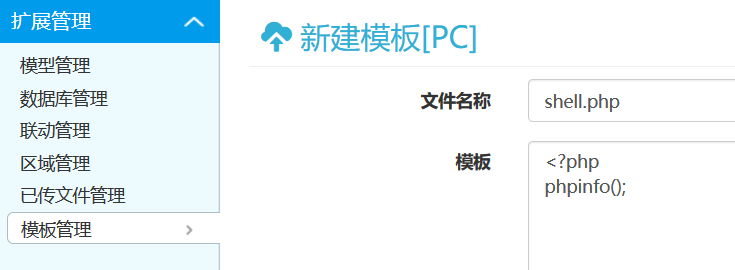 扩展管理
模型管理
数据库管理
联动管理
区域管理
已传文件管理
模板管理
新建模板[PC]
文件名称
shell.php
模板
<?php
phpinfo();